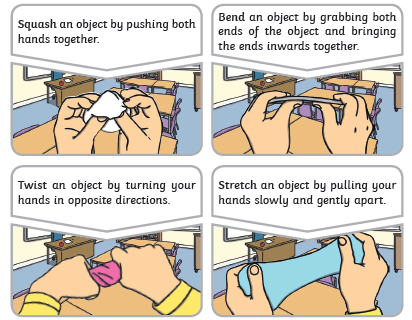 Squash an object by pushing both
hands together.
Bend an object by grabbing both
ends of the object and bringing
the ends inwards together.
Twist an object by turning your
hands in opposite directions.
Stretch an object by pulling your
hands slowly and gently apart.